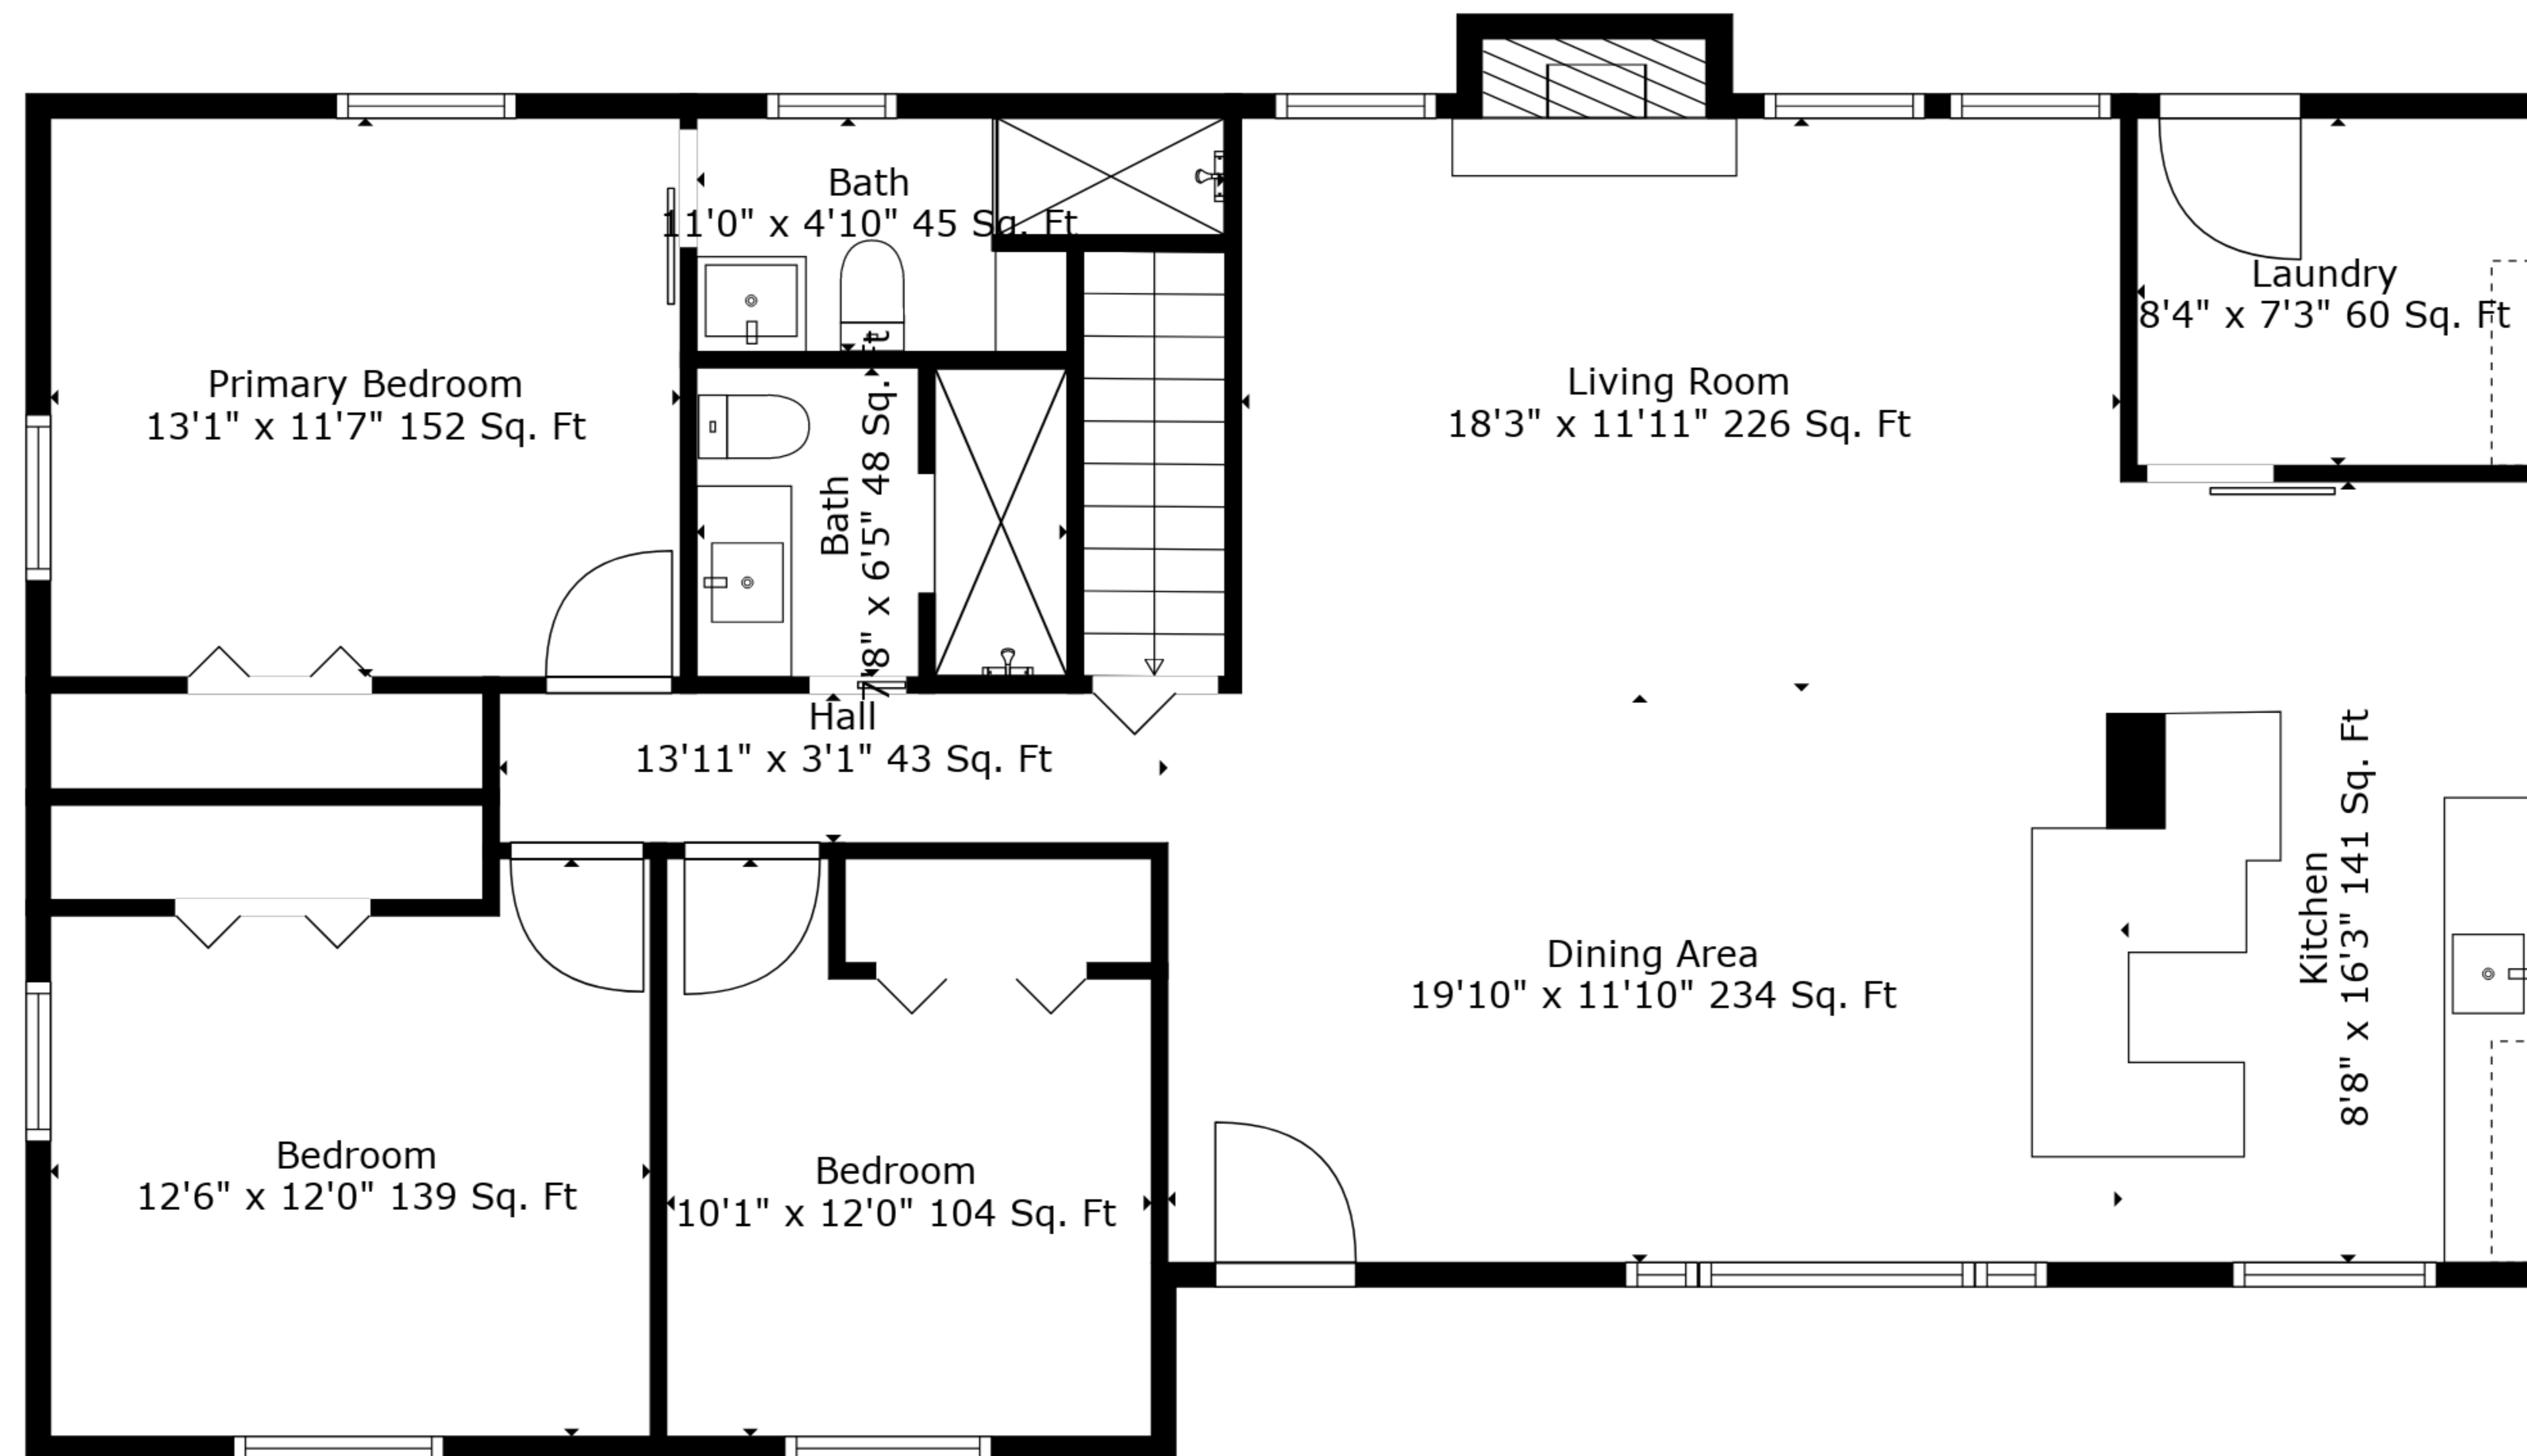 Bath
11'0" x 4'10" 45 Sq. Ft
Laundry
8'4" x 7'3" 60 Sq. Ft
Primary Bedroom
13'1" x 11'7" 152 Sq. Ft
Living Room
18'3" x 11'11" 226 Sq. Ft
Bath
7'8" x 6'5" 48 Sq. Ft
Hall
13'11" x 3'1" 43 Sq. Ft
Dining Area
19'10" x 11'10" 234 Sq. Ft
Kitchen
8'8" x 16'3" 141 Sq. Ft
Bedroom
12'6" x 12'0" 139 Sq. Ft
Bedroom
10'1" x 12'0" 104 Sq. Ft